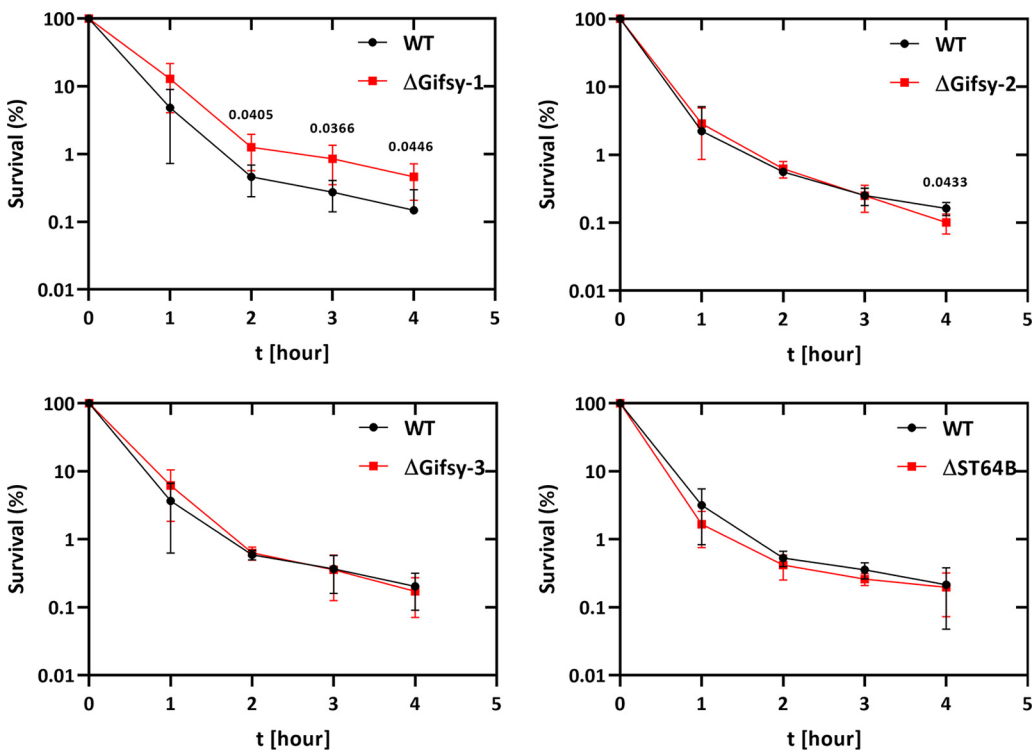 100
10
1
0.1
0.01
Survival (%)
0 1 2 3 4 5
t [hour]
WT
ΔGifsy-1
0.0405
0.0366
0.0446
100
10
1
0.1
0.01
Survival (%)
0 1 2 3 4 5
t [hour]
WT
ΔGifsy-2
0.0433
100
10
1
0.1
0.01
Survival (%)
0 1 2 3 4 5
t [hour]
WT
ΔGifsy-3
100
10
1
0.1
0.01
Survival (%)
0 1 2 3 4 5
t [hour]
WT
ΔST64B